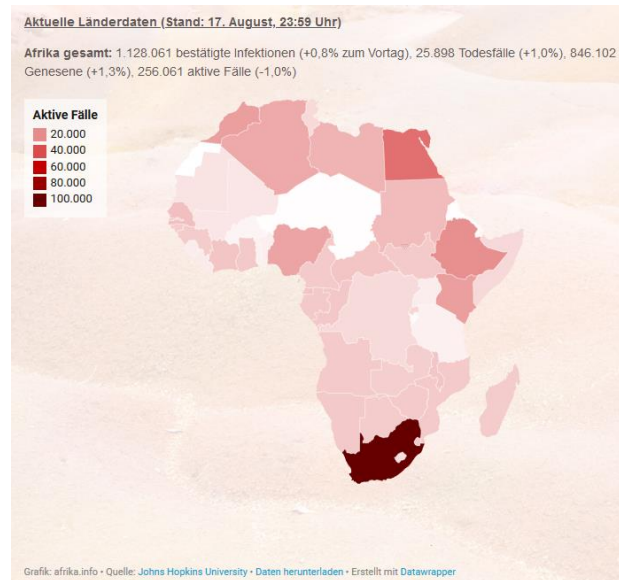 Aktuelle Länderdaten (Stand: 17. August, 23:59 Uhr)
Afrika gesamt: 1.128.061 bestätigte Infektionen (+0,8% zum Vortag), 25.898 Todesfälle (+1,0%), 846.102
Genesene (+1,3%), 256.061 aktive Fälle (-1,0%)
Aktive Fälle
20.000
40.000
60.000
80.000
100.000
Grafik: afrika.info • Quelle: Johns Hopkins University • Daten herunterladen • Erstellt mit Datawrapper